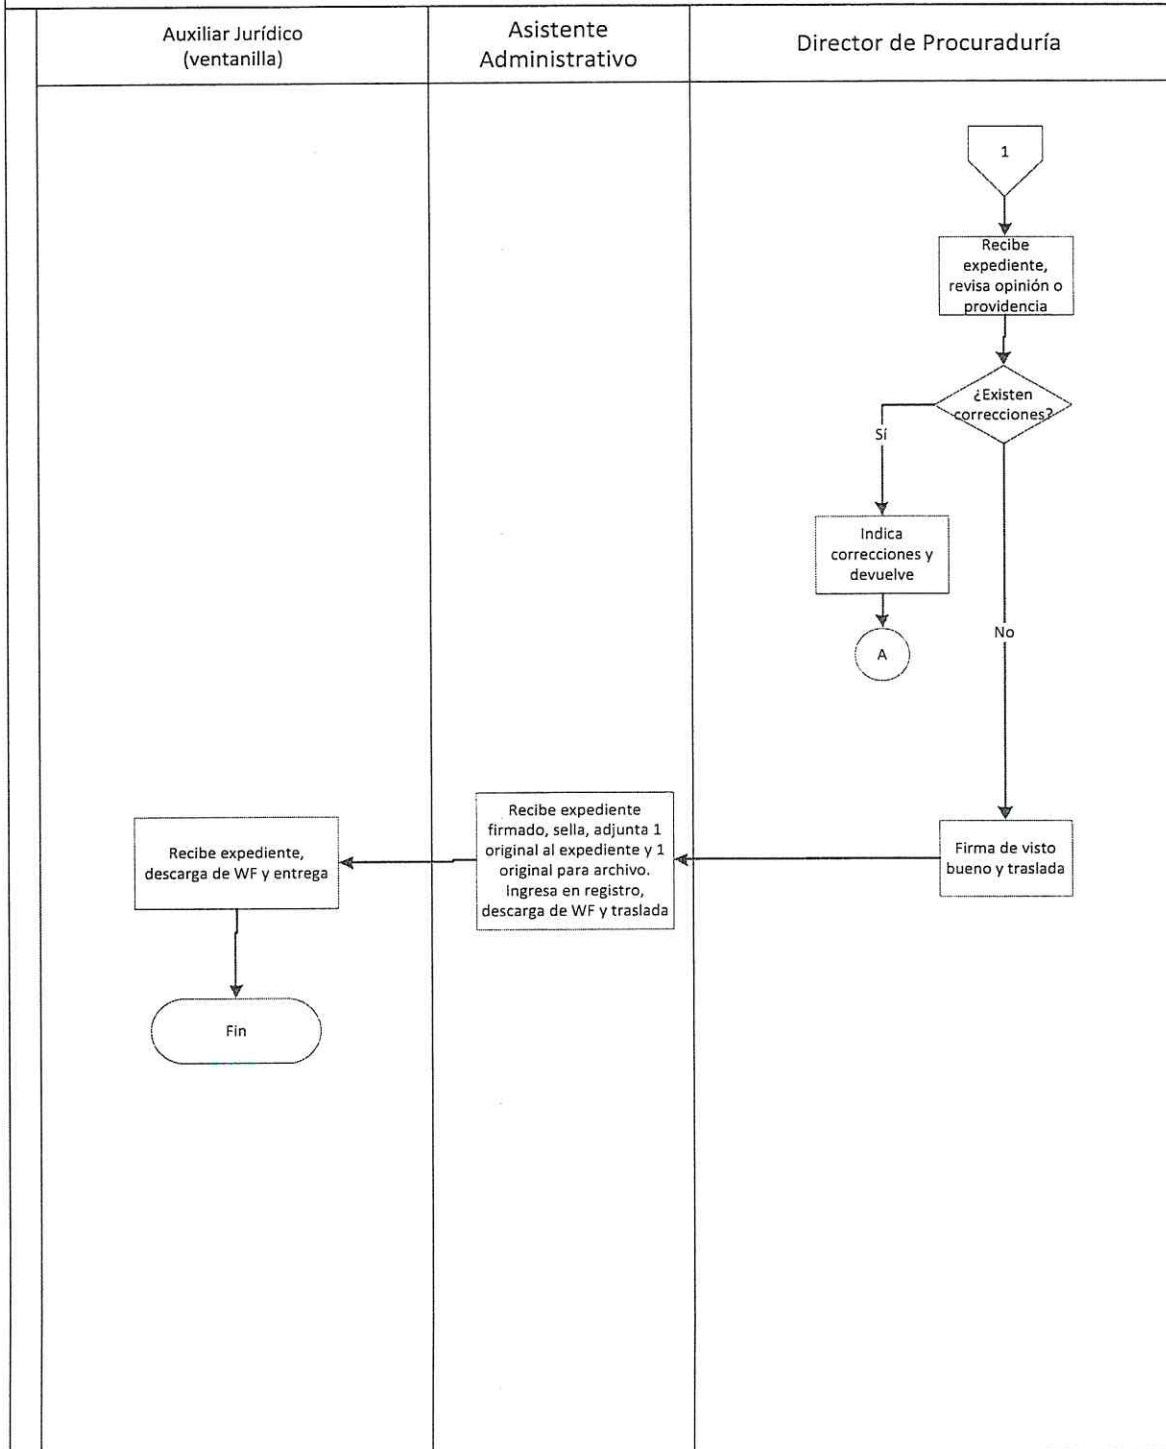 Auxiliar Jurídico
(ventanilla)
Asistente
Administrativo
Director de Procuraduría
1
Recibe
expediente,
revisa opinión o
providencia
¿Existen
correcciones?
Sí
Indica
correcciones y
devuelve
A
No
Firma de visto
bueno y traslada
Recibe expediente
firmado, sella, adjunta 1
original al expediente y 1
original para archivo.
Ingresa en registro,
descarga de WF y traslada
Recibe expediente,
descarga de WF y entrega
Fin